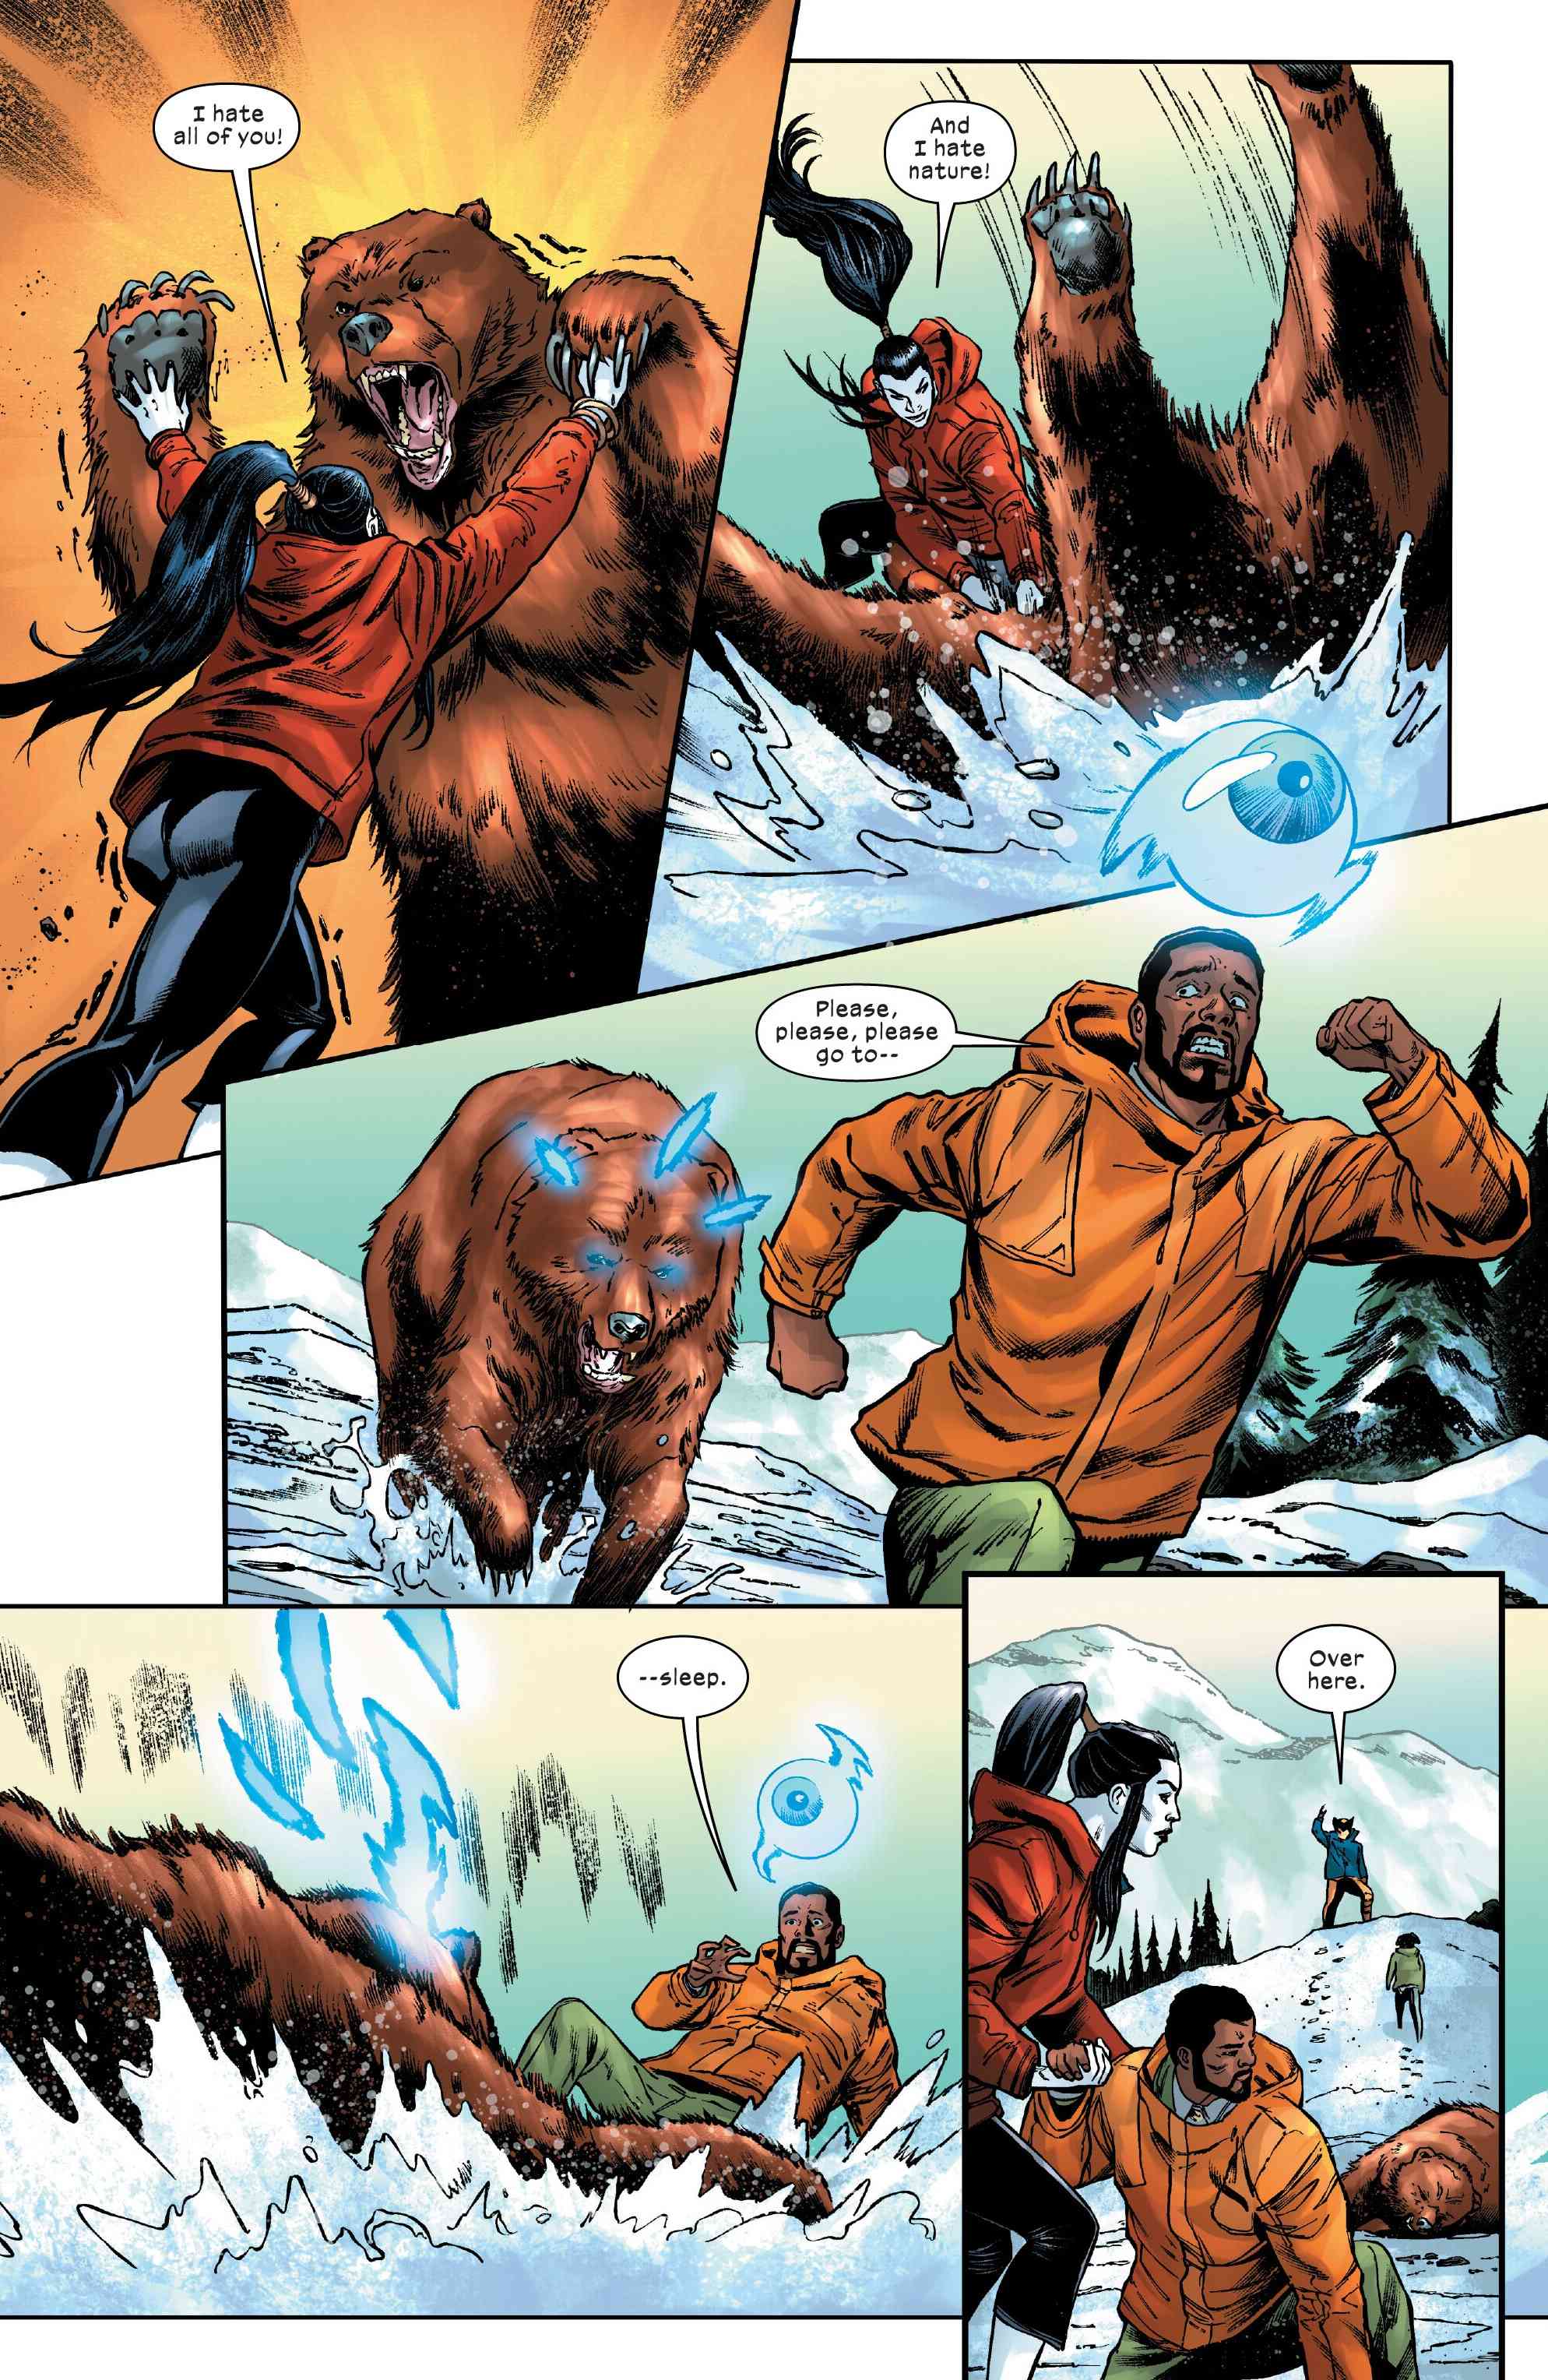 I hate
all of you!
And
I hate
nature!
Please,
please, please
go to--
--sleep.
Over
here.